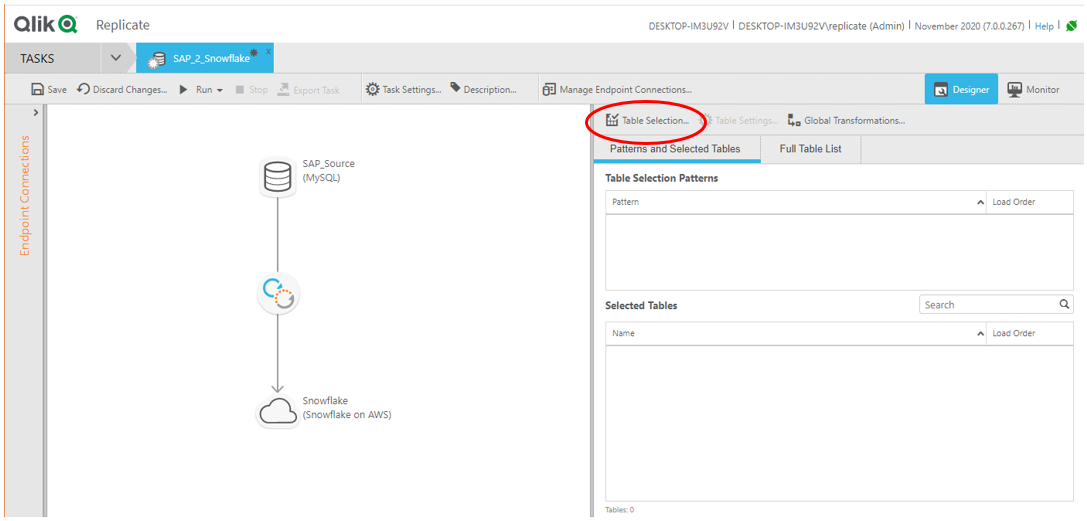 Qlik Replicate DESKTOP-IM3U92V DESKTOP-IM3U92V\replicate (Admin) November 2020 (7.0.0.267) Help
TASKS SAP_2_Snowflake* x
Save Discard Changes... Run Stop Export Task Task Settings... Description... Manage Endpoint Connections... Designer Monitor
Endpoint Connections
SAP_Source
(MySQL)
Snowflake
(Snowflake on AWS)
Table Selection... Table Settings... Global Transformations...
Patterns and Selected Tables Full Table List
Table Selection Patterns
Pattern Load Order
Selected Tables Search
Name Load Order
Tables: 0